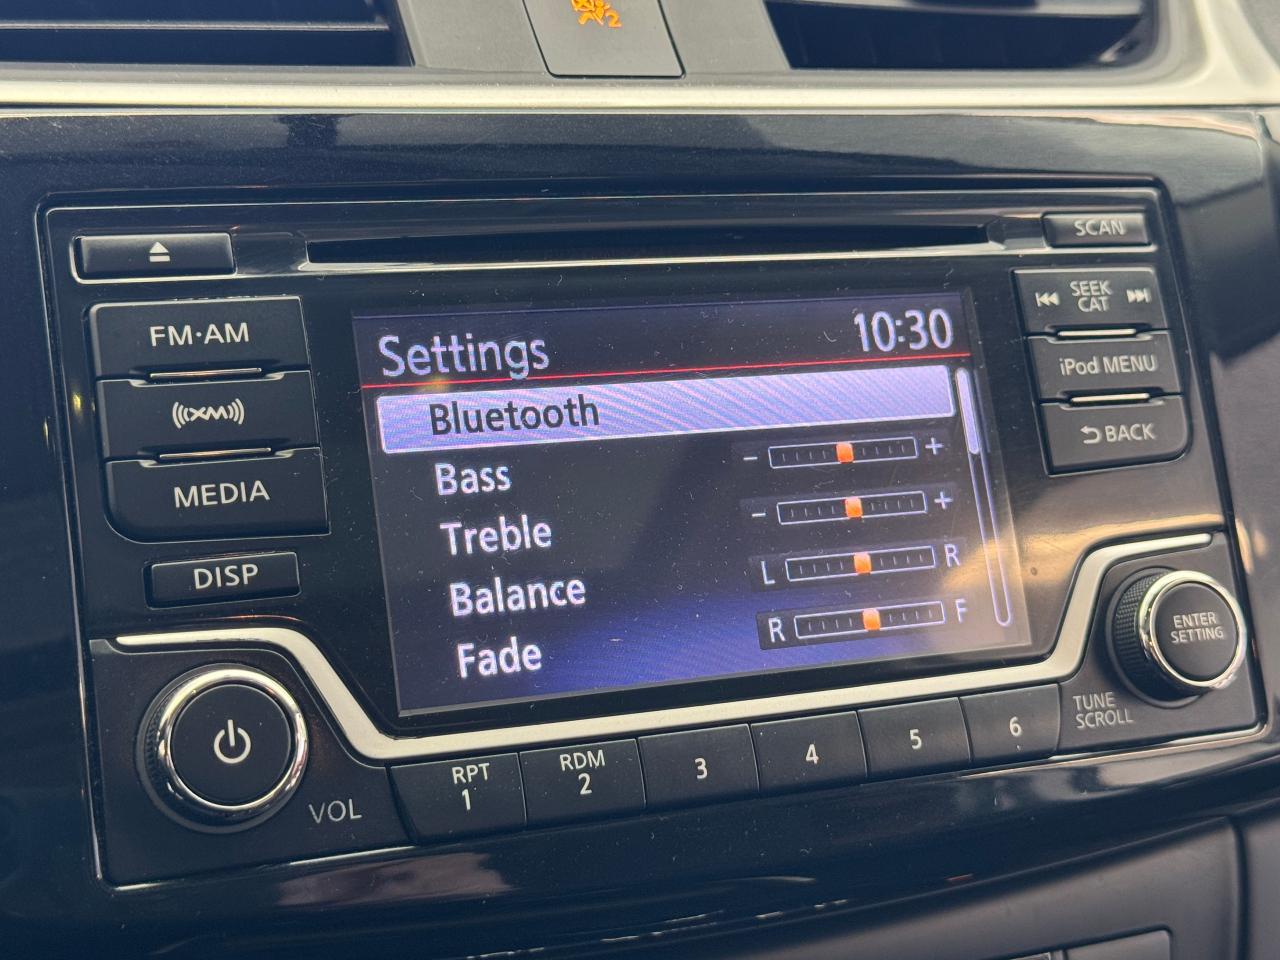 2
SCAN
FM·AM
SEEK
CAT
XM
iPod MENU
MEDIA
BACK
DISP
Settings 10:30
Bluetooth
Bass - +
Treble - +
Balance L R
Fade R F
ENTER
SETTING
TUNE
SCROLL
VOL
RPT
1
RDM
2
3
4
5
6